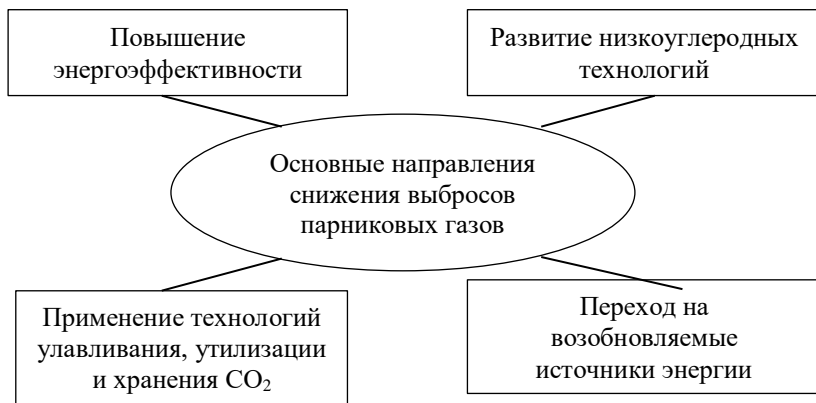 Повышение
энергоэффективности
Развитие низкоуглеродных
технологий
Основные направления
снижения выбросов
парниковых газов
Применение технологий
улавливания, утилизации
и хранения CO₂
Переход на
возобновляемые
источники энергии